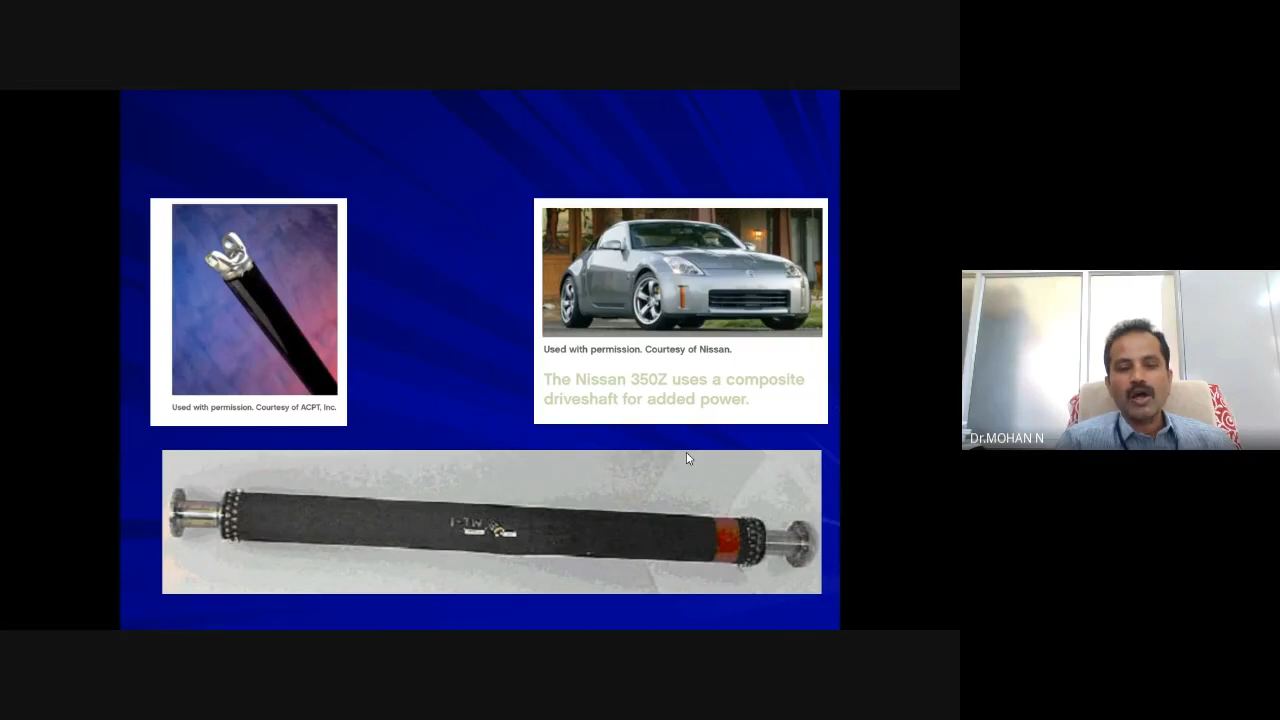 Used with permission. Courtesy of ACPT, Inc.
Used with permission. Courtesy of Nissan.
The Nissan 350Z uses a composite
driveshaft for added power.
Dr.MOHAN N